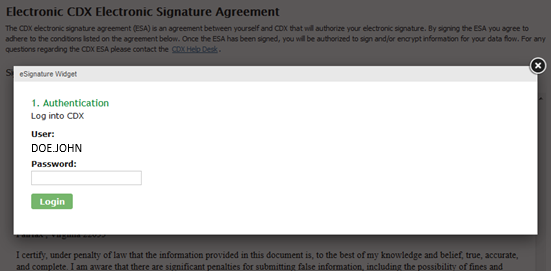 Electronic CDX Electronic Signature Agreement
The CDX electronic signature agreement (ESA) is an agreement between yourself and CDX that will authorize your electronic signature. By signing the ESA you agree to
adhere to the conditions listed on the agreement below. Once the ESA has been signed, you will be authorized to sign and/or encrypt information for your data flow. For any
questions regarding the CDX ESA please contact the CDX Help Desk.
eSignature Widget
1. Authentication
Log into CDX
User:
DOE.JOHN
Password:
Login
I certify, under penalty of law that the information provided in this document is, to the best of my knowledge and belief, true, accurate,
and complete. I am aware that there are significant penalties for submitting false information, including the possibility of fines and